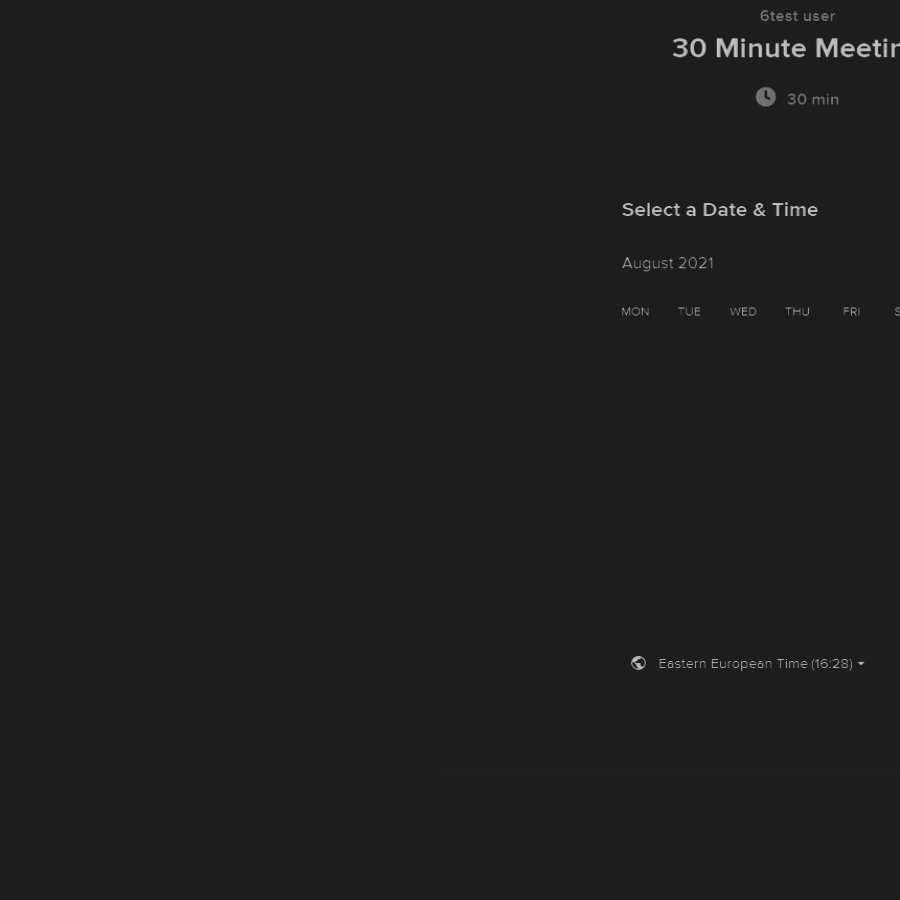 6test user
30 Minute Meetin
30 min
Select a Date & Time
August 2021
MON TUE WED THU FRI S
Eastern European Time (16:28)